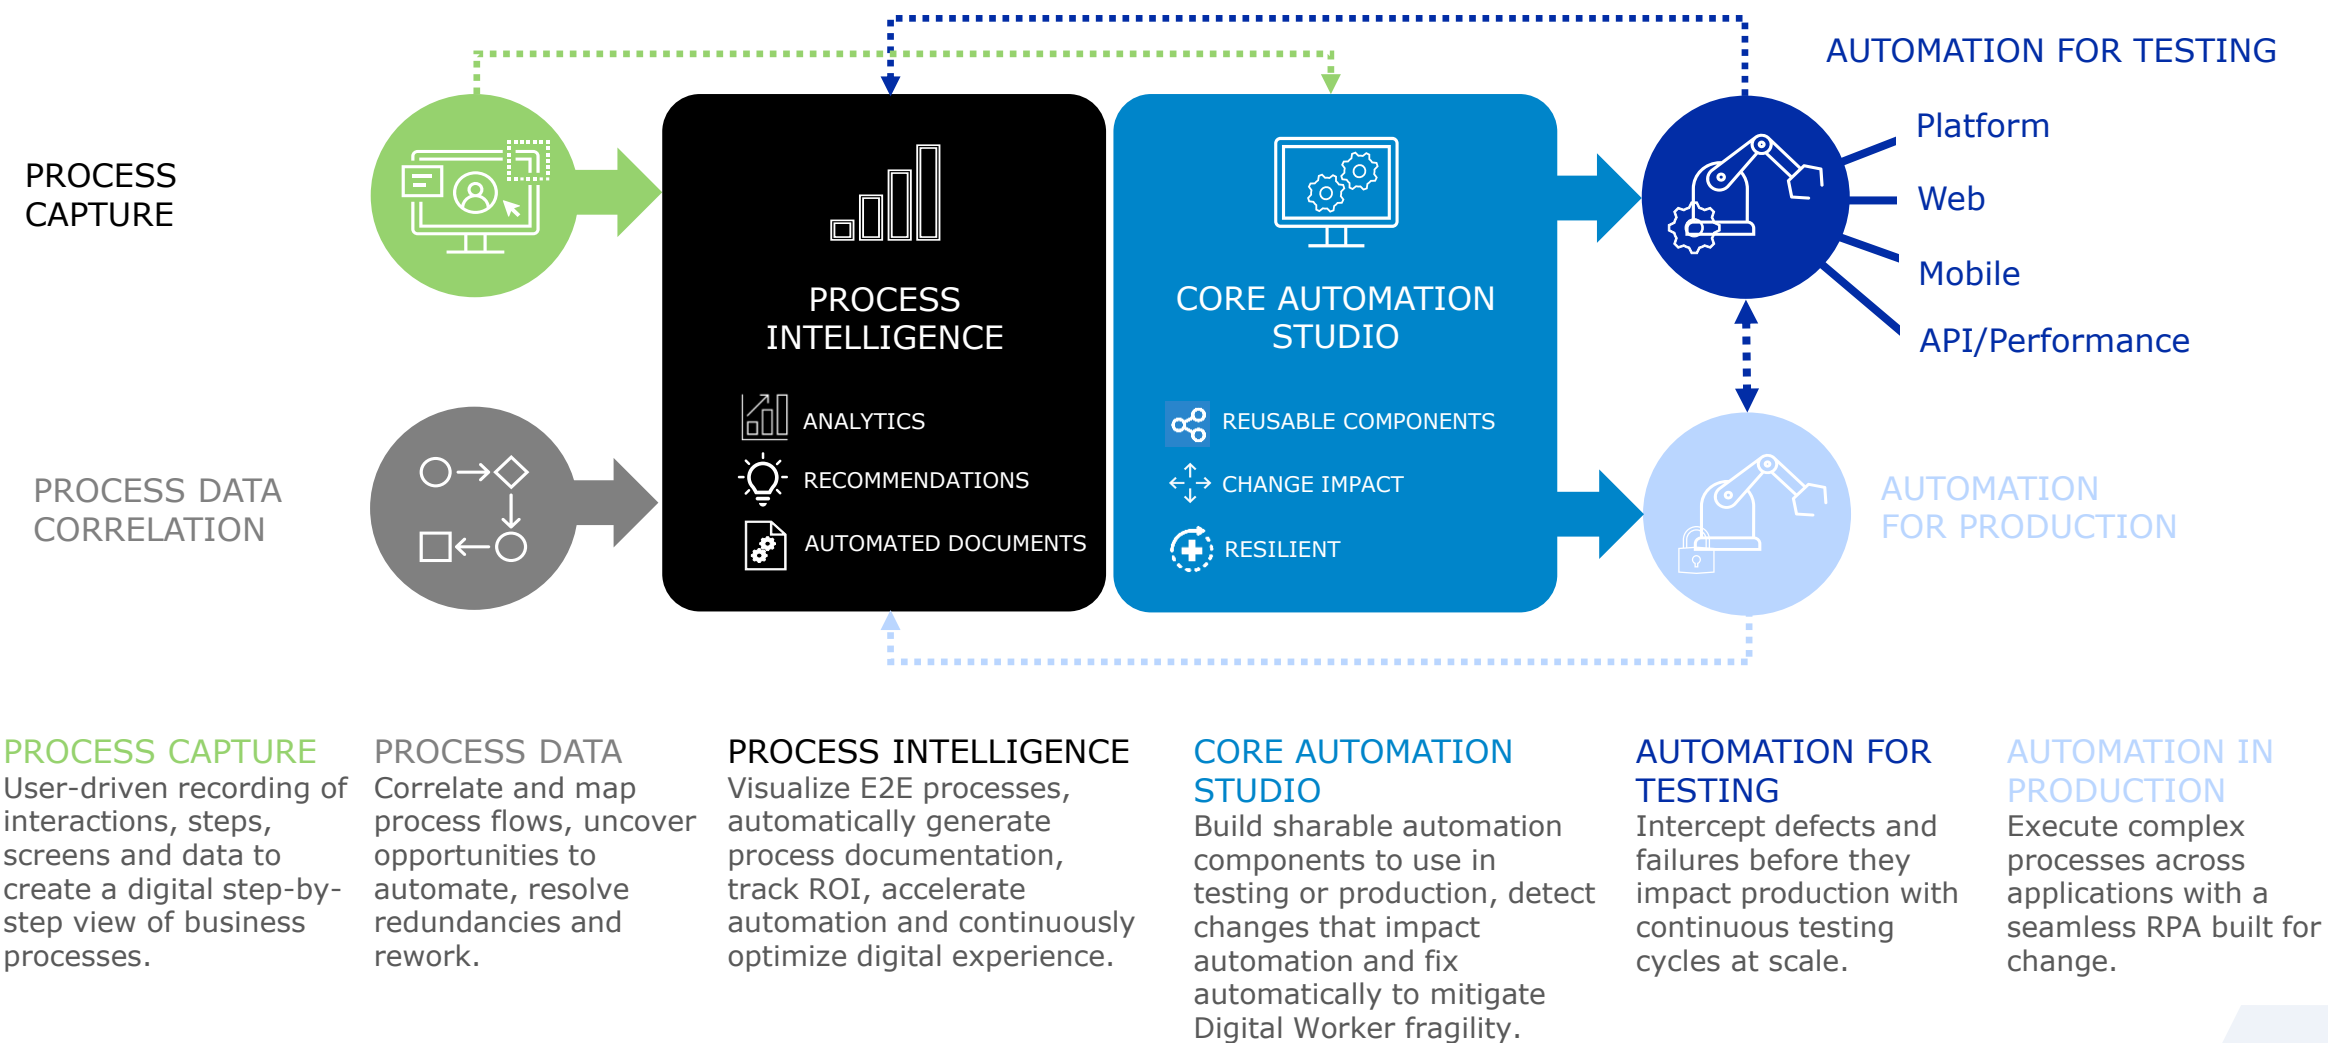 AUTOMATION FOR TESTING
PROCESS
CAPTURE
Platform
Web
Mobile
API/Performance
PROCESS
INTELLIGENCE
CORE AUTOMATION
STUDIO
ANALYTICS
RECOMMENDATIONS
AUTOMATED DOCUMENTS
REUSABLE COMPONENTS
CHANGE IMPACT
RESILIENT
PROCESS DATA
CORRELATION
AUTOMATION
FOR PRODUCTION
PROCESS CAPTURE
User-driven recording of
interactions, steps,
screens and data to
create a digital step-by-
step view of business
processes.
PROCESS DATA
Correlate and map
process flows, uncover
opportunities to
automate, resolve
redundancies and
rework.
PROCESS INTELLIGENCE
Visualize E2E processes,
automatically generate
process documentation,
track ROI, accelerate
automation and continuously
optimize digital experience.
CORE AUTOMATION
STUDIO
Build sharable automation
components to use in
testing or production, detect
changes that impact
automation and fix
automatically to mitigate
Digital Worker fragility.
AUTOMATION FOR
TESTING
Intercept defects and
failures before they
impact production with
continuous testing
cycles at scale.
AUTOMATION IN
PRODUCTION
Execute complex
processes across
applications with a
seamless RPA built for
change.